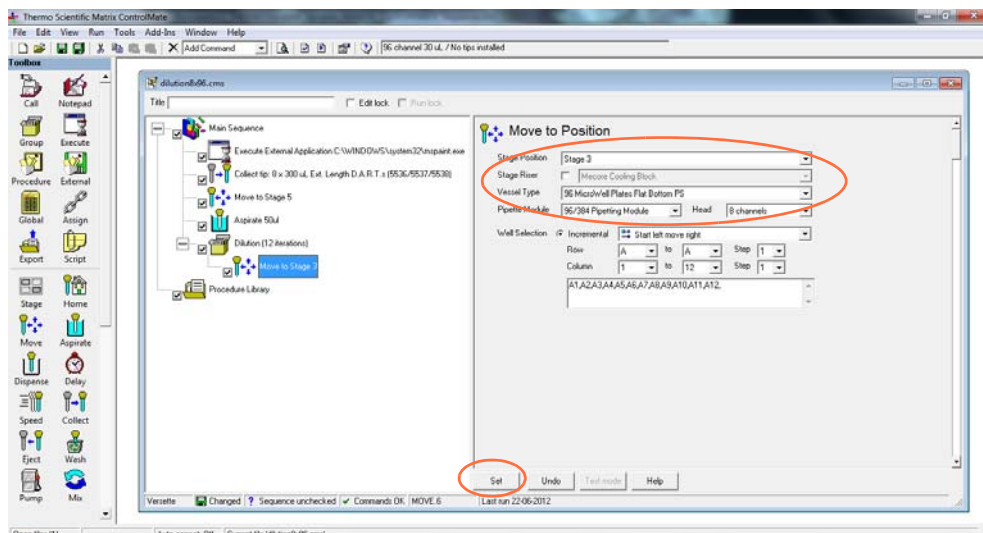 Thermo Scientific Matrix ControlMate
File Edit View Run Tools Add-Ins Window Help
Add Command
96 channel 30 uL / No tips installed
Toolbox
Call Notepad
Group Execute
Procedure External
Global Assign
Export Script
Stage Home
Move Aspirate
Dispense Delay
Speed Collect
Eject Wash
Pump Mix
dilution8x96.cms
Title Edit lock Run lock
Main Sequence
Execute External Application C:\WINDOWS\system32\mspaint.exe
Collect tip: 8 x 300 uL Ext. Length D.A.R.T.s (5536/5537/5538)
Move to Stage 5
Aspirate 50ul
Dilution (12 iterations)
Move to Stage 3
Procedure Library
Move to Position
Stage Position Stage 3
Stage Riser Mecore Cooling Block
Vessel Type 96 MicroWell Plates Flat Bottom PS
Pipette Module 96/384 Pipetting Module Head 8 channels
Well Selection Incremental Start left move right
Row A to A Step 1
Column 1 to 12 Step 1
A1,A2,A3,A4,A5,A6,A7,A8,A9,A10,A11,A12,
Set Undo Text mode Help
Versette Changed ? Sequence unchecked Commands OK MOVE.6 Last run 22-06-2012